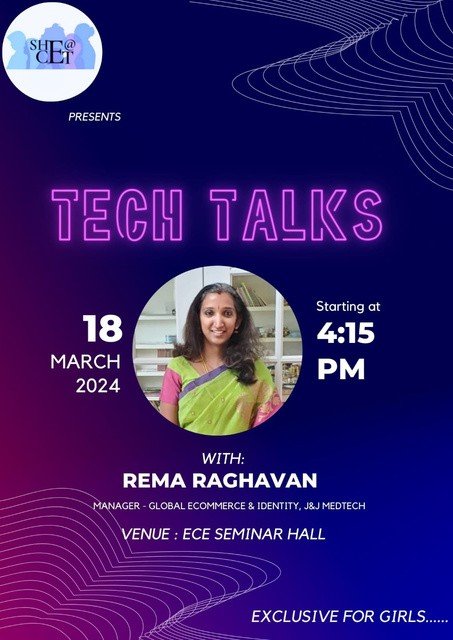 SHE@
CET
PRESENTS
TECH TALKS
18
MARCH
2024
Starting at
4:15
PM
WITH:
REMA RAGHAVAN
MANAGER - GLOBAL ECOMMERCE & IDENTITY, J&J MEDTECH
VENUE : ECE SEMINAR HALL
EXCLUSIVE FOR GIRLS......